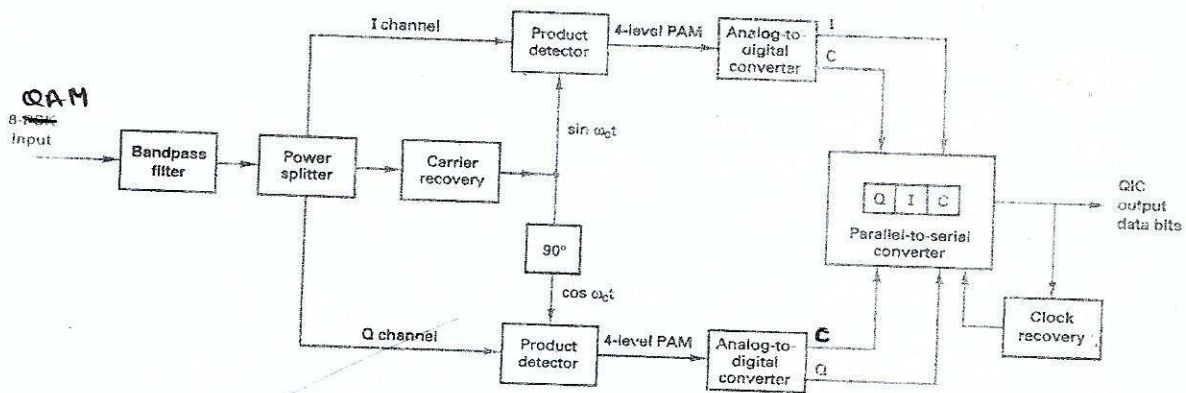 I channel
Product
detector
4-level PAM
Analog-to-
digital
converter
I
C
QAM
8-PSK
Input
sin ωct
Bandpass
filter
Power
splitter
Carrier
recovery
Q I C
Parallel-to-serial
converter
QIC
output
data bits
90°
cos ωct
Q channel
Product
detector
4-level PAM
Analog-to-
digital
converter
C
Q
Clock
recovery